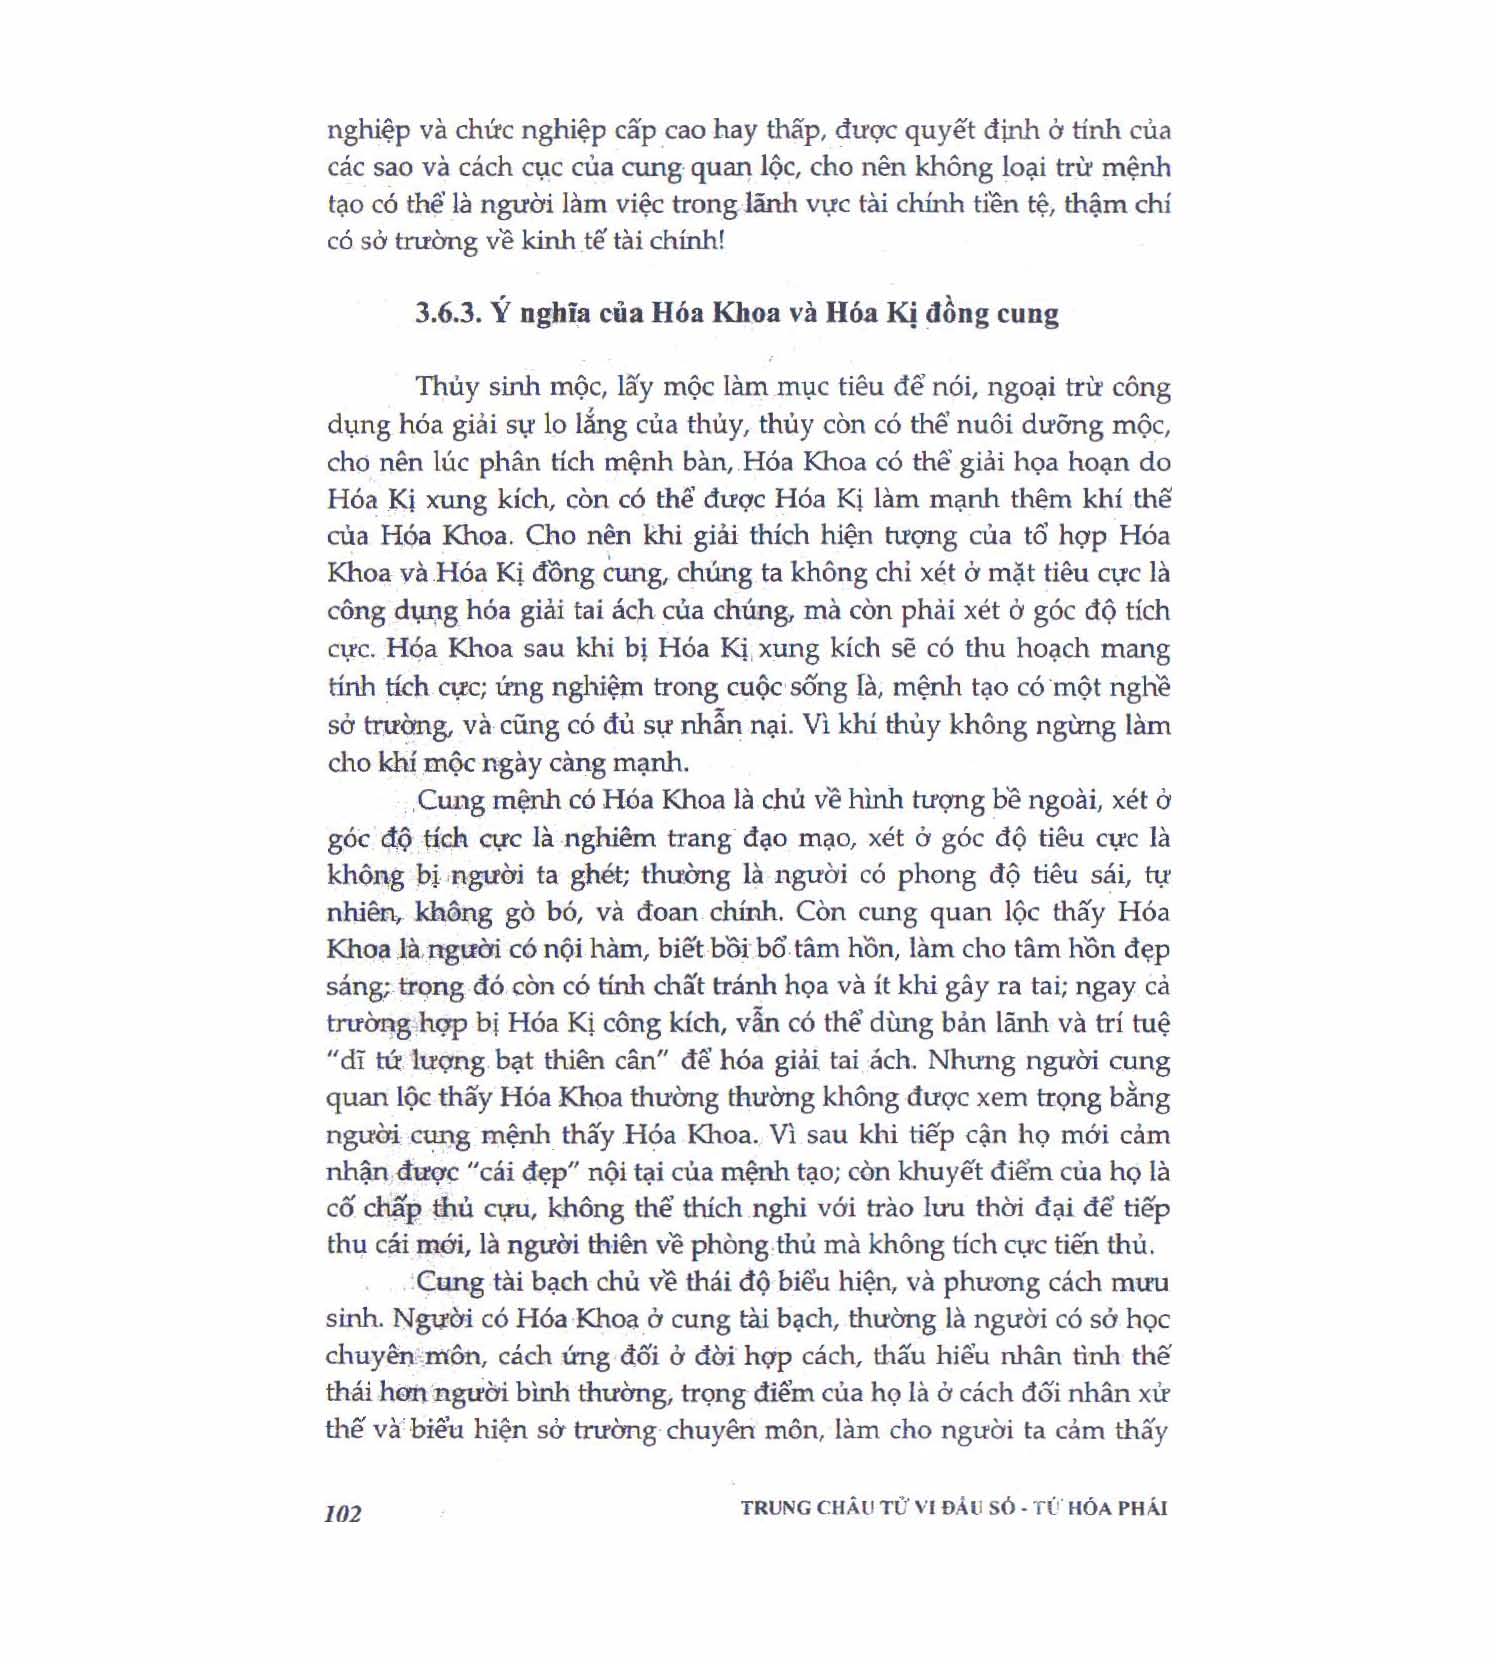 nghiệp và chức nghiệp cấp cao hay thấp, được quyết định ở tính của
các sao và cách cục của cung quan lộc, cho nên không loại trừ mệnh
tạo có thể là người làm việc trong lãnh vực tài chính tiền tệ, thậm chí
có sở trường về kinh tế tài chính!
3.6.3. Ý nghĩa của Hóa Khoa và Hóa Kị đồng cung
Thủy sinh mộc, lấy mộc làm mục tiêu để nói, ngoại trừ công
dụng hóa giải sự lo lắng của thủy, thủy còn có thể nuôi dưỡng mộc,
cho nên lúc phân tích mệnh bàn, Hóa Khoa có thể giải họa hoạn do
Hóa Kị xung kích, còn có thể được Hóa Kị làm mạnh thêm khí thế
của Hóa Khoa. Cho nên khi giải thích hiện tượng của tổ hợp Hóa
Khoa và Hóa Kị đồng cung, chúng ta không chỉ xét ở mặt tiêu cực là
công dụng hóa giải tai ách của chúng, mà còn phải xét ở góc độ tích
cực. Hóa Khoa sau khi bị Hóa Kị xung kích sẽ có thu hoạch mang
tính tích cực; ứng nghiệm trong cuộc sống là, mệnh tạo có một nghề
sở trường, và cũng có đủ sự nhẫn nại. Vì khí thủy không ngừng làm
cho khí mộc ngày càng mạnh.
Cung mệnh có Hóa Khoa là chủ về hình tượng bề ngoài, xét ở
góc độ tích cực là nghiêm trang đạo mạo, xét ở góc độ tiêu cực là
không bị người ta ghét; thường là người có phong độ tiêu sái, tự
nhiên, không gò bó, và đoan chính. Còn cung quan lộc thấy Hóa
Khoa là người có nội hàm, biết bồi bổ tâm hồn, làm cho tâm hồn đẹp
sáng; trong đó còn có tính chất tránh họa và ít khi gây ra tai; ngay cả
trường hợp bị Hóa Kị công kích, vẫn có thể dùng bản lãnh và trí tuệ
"dĩ tứ lượng bạt thiên cân" để hóa giải tai ách. Nhưng người cung
quan lộc thấy Hóa Khoa thường thường không được xem trọng bằng
người cung mệnh thấy Hóa Khoa. Vì sau khi tiếp cận họ mới cảm
nhận được "cái đẹp" nội tại của mệnh tạo; còn khuyết điểm của họ là
cố chấp thủ cựu, không thể thích nghi với trào lưu thời đại để tiếp
thu cái mới, là người thiên về phòng thủ mà không tích cực tiến thủ.
Cung tài bạch chủ về thái độ biểu hiện, và phương cách mưu
sinh. Người có Hóa Khoa ở cung tài bạch, thường là người có sở học
chuyên môn, cách ứng đối ở đời hợp cách, thấu hiểu nhân tình thế
thái hơn người bình thường, trọng điểm của họ là ở cách đối nhân xử
thế và biểu hiện sở trường chuyên môn, làm cho người ta cảm thấy
102
TRUNG CHÂU TỬ VI ĐẨU SỐ - TỨ HÓA PHÁI